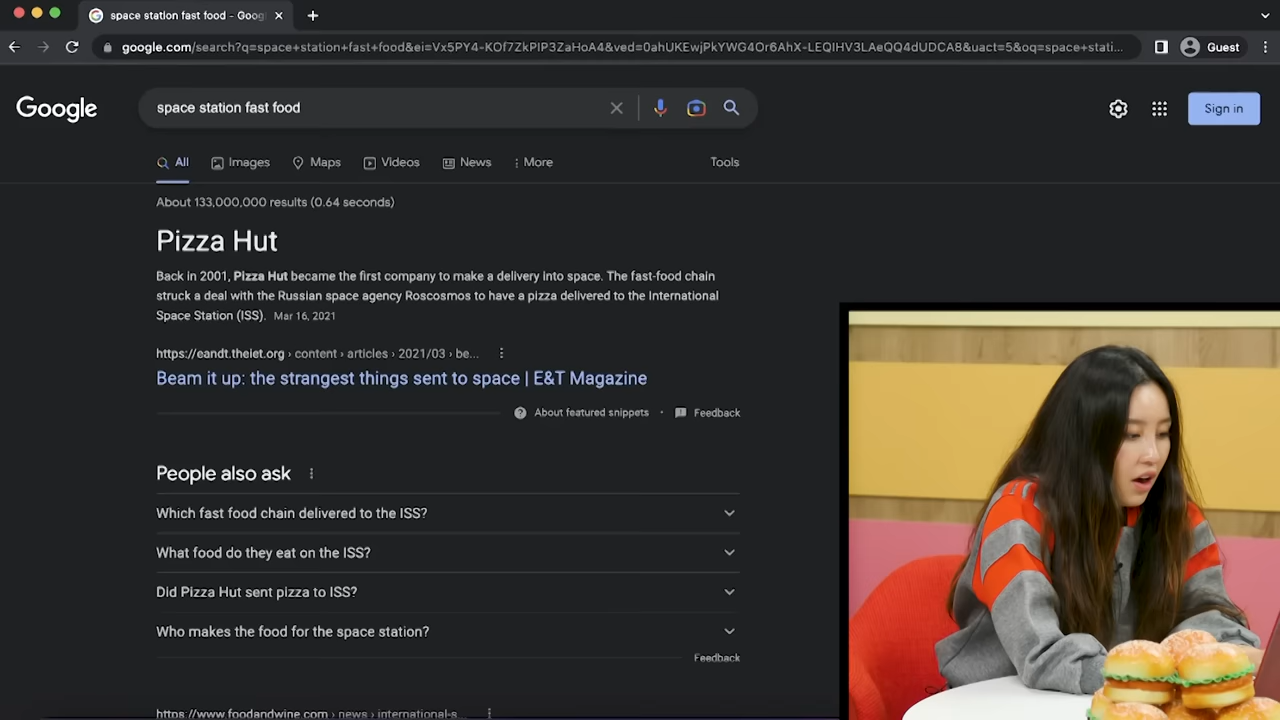 space station fast food - Goog
google.com/search?q=space+station+fast+food&ei=Vx5PY4-KOf7ZkPIP3ZaHoA4&ved=0ahUKEwjPkYWG4Or6AhX-LEQIHV3LAeQQ4dUDCA8&uact=5&oq=space+stati...
Guest
Google
space station fast food
Sign in
All
Images
Maps
Videos
News
More
Tools
About 133,000,000 results (0.64 seconds)
Pizza Hut
Back in 2001, Pizza Hut became the first company to make a delivery into space. The fast-food chain
struck a deal with the Russian space agency Roscosmos to have a pizza delivered to the International
Space Station (ISS). Mar 16, 2021
https://eandt.theiet.org › content › articles › 2021/03 › be...
Beam it up: the strangest things sent to space | E&T Magazine
About featured snippets • Feedback
People also ask
Which fast food chain delivered to the ISS?
What food do they eat on the ISS?
Did Pizza Hut sent pizza to ISS?
Who makes the food for the space station?
Feedback
https://www.foodandwine.com › news › international-s...